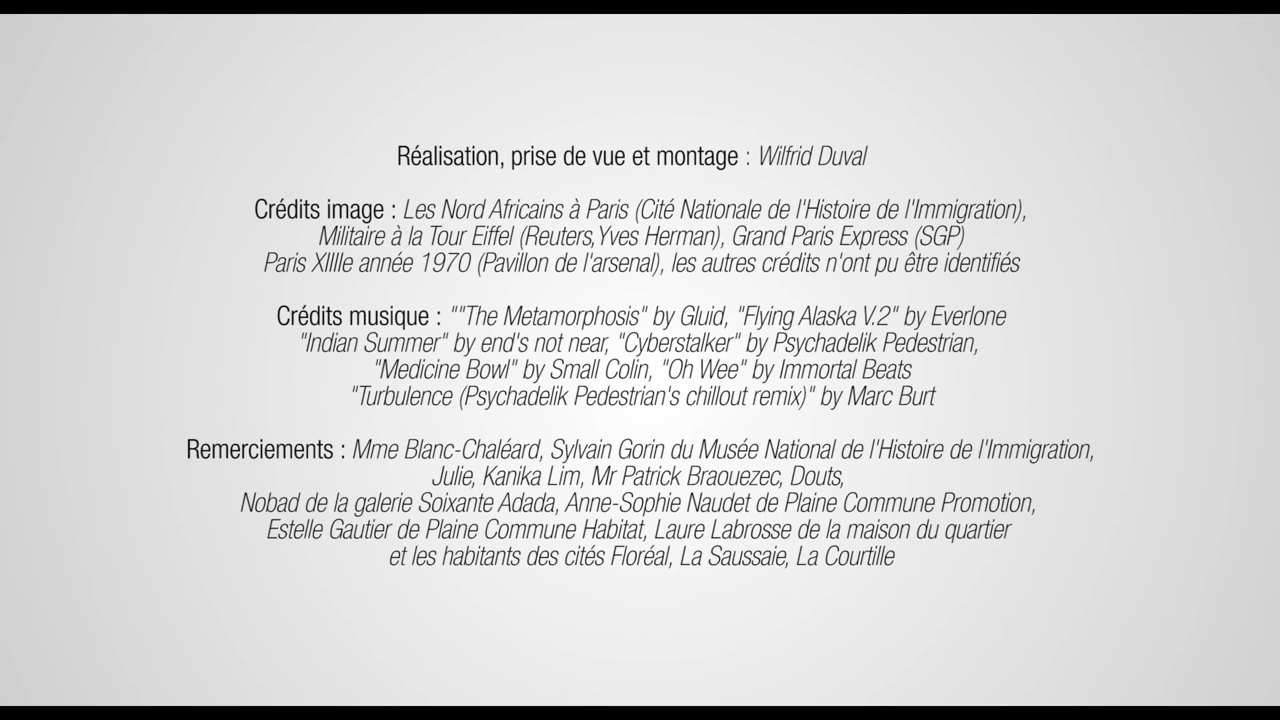 Réalisation, prise de vue et montage : Wilfrid Duval
Crédits image : Les Nord Africains à Paris (Cité Nationale de l'Histoire de l'Immigration),
Militaire à la Tour Eiffel (Reuters,Yves Herman), Grand Paris Express (SGP)
Paris XIIIe année 1970 (Pavillon de l'arsenal), les autres crédits n'ont pu être identifiés
Crédits musique : ""The Metamorphosis" by Gluid, "Flying Alaska V.2" by Everlone
"Indian Summer" by end's not near, "Cyberstalker" by Psychadelik Pedestrian,
"Medicine Bowl" by Small Colin, "Oh Wee" by Immortal Beats
"Turbulence (Psychadelik Pedestrian's chillout remix)" by Marc Burt
Remerciements : Mme Blanc-Chaléard, Sylvain Gorin du Musée National de l'Histoire de l'Immigration,
Julie, Kanika Lim, Mr Patrick Braouezec, Douts,
Nobad de la galerie Soixante Adada, Anne-Sophie Naudet de Plaine Commune Promotion,
Estelle Gautier de Plaine Commune Habitat, Laure Labrosse de la maison du quartier
et les habitants des cités Floréal, La Saussaie, La Courtille